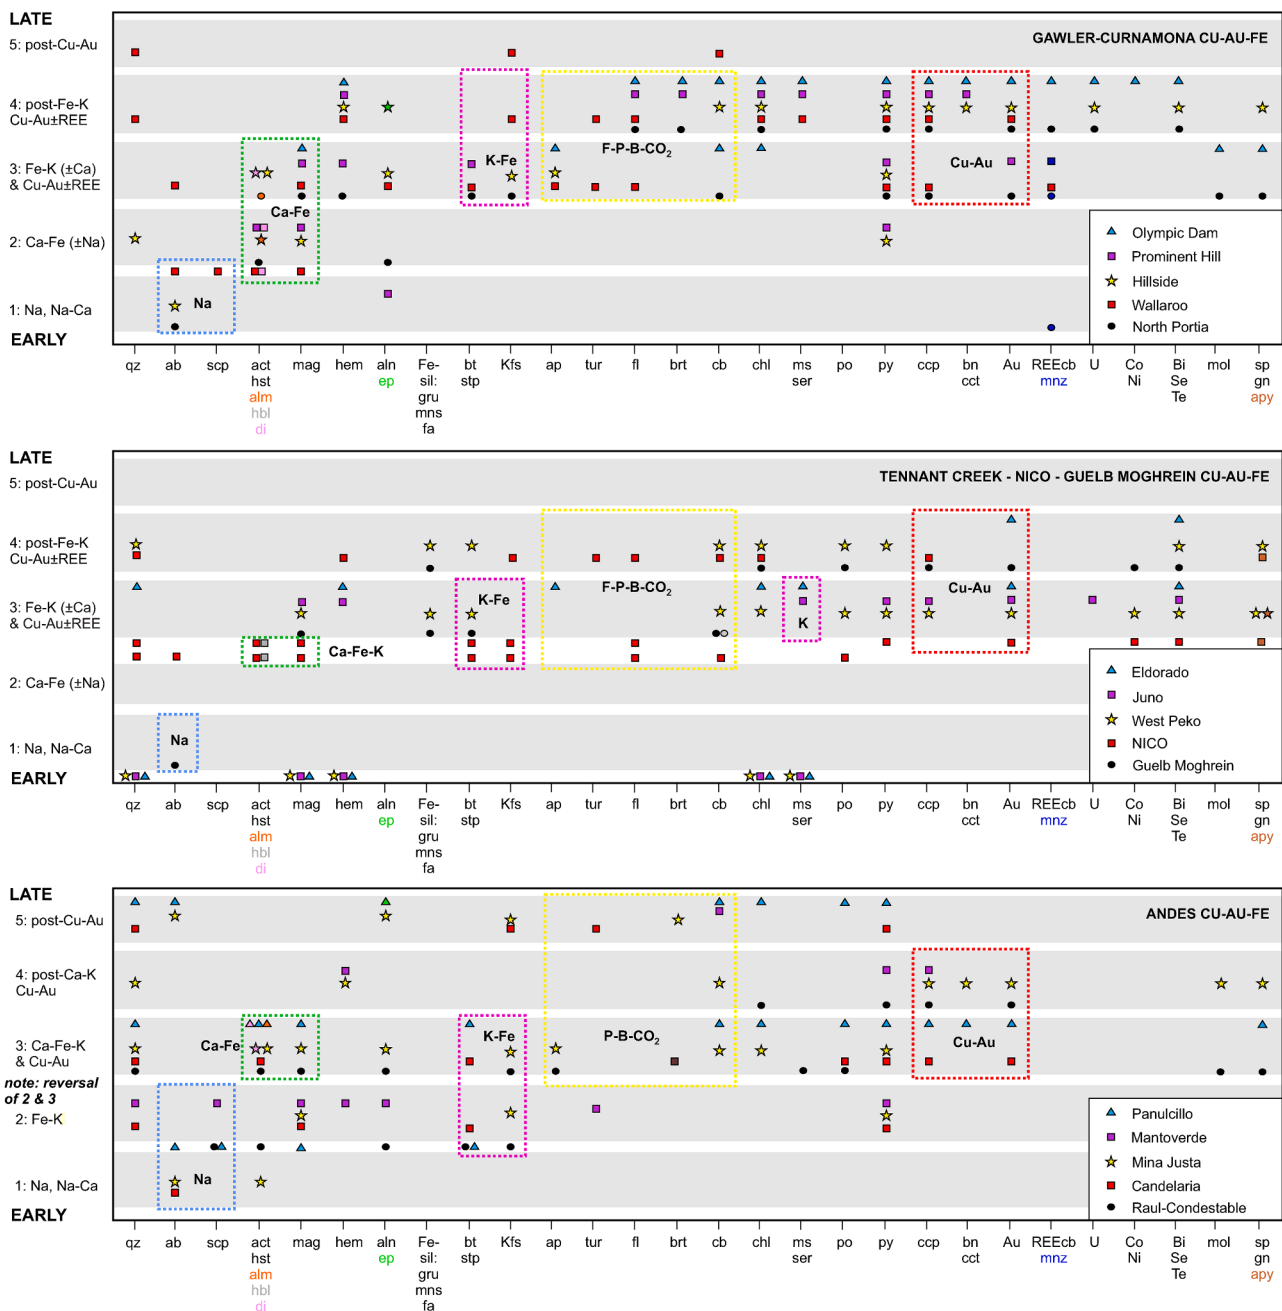 LATE
5: post-Cu-Au
GAWLER-CURNAMONA CU-AU-FE
4: post-Fe-K
Cu-Au±REE
3: Fe-K (±Ca)
& Cu-Au±REE
K-Fe
F-P-B-CO2
Cu-Au
Ca-Fe
2: Ca-Fe (±Na)
Na
1: Na, Na-Ca
EARLY
Olympic Dam
Prominent Hill
Hillside
Wallaroo
North Portia
qz ab scp act mag hem aln Fe- bt Kfs ap tur fl brt cb chl ms po py ccp bn Au REEcb U Co Bi mol sp
hst ep sil: stp ser cct mnz Ni Se gn
alm gru Te apy
hbl mns
di fa
LATE
5: post-Cu-Au
TENNANT CREEK - NICO - GUELB MOGHREIN CU-AU-FE
4: post-Fe-K
Cu-Au±REE
3: Fe-K (±Ca)
& Cu-Au±REE
K-Fe
F-P-B-CO2
K
Cu-Au
Ca-Fe-K
2: Ca-Fe (±Na)
Na
1: Na, Na-Ca
EARLY
Eldorado
Juno
West Peko
NICO
Guelb Moghrein
qz ab scp act mag hem aln Fe- bt Kfs ap tur fl brt cb chl ms po py ccp bn Au REEcb U Co Bi mol sp
hst ep sil: stp ser cct mnz Ni Se gn
alm gru Te apy
hbl mns
di fa
LATE
5: post-Cu-Au
ANDES CU-AU-FE
4: post-Ca-K
Cu-Au
3: Ca-Fe-K
& Cu-Au
Ca-Fe
K-Fe
P-B-CO2
Cu-Au
note: reversal
of 2 & 3
2: Fe-K
Na
1: Na, Na-Ca
EARLY
Panulcillo
Mantoverde
Mina Justa
Candelaria
Raul-Condestable
qz ab scp act mag hem aln Fe- bt Kfs ap tur fl brt cb chl ms po py ccp bn Au REEcb U Co Bi mol sp
hst ep sil: stp ser cct mnz Ni Se gn
alm gru Te apy
hbl mns
di fa